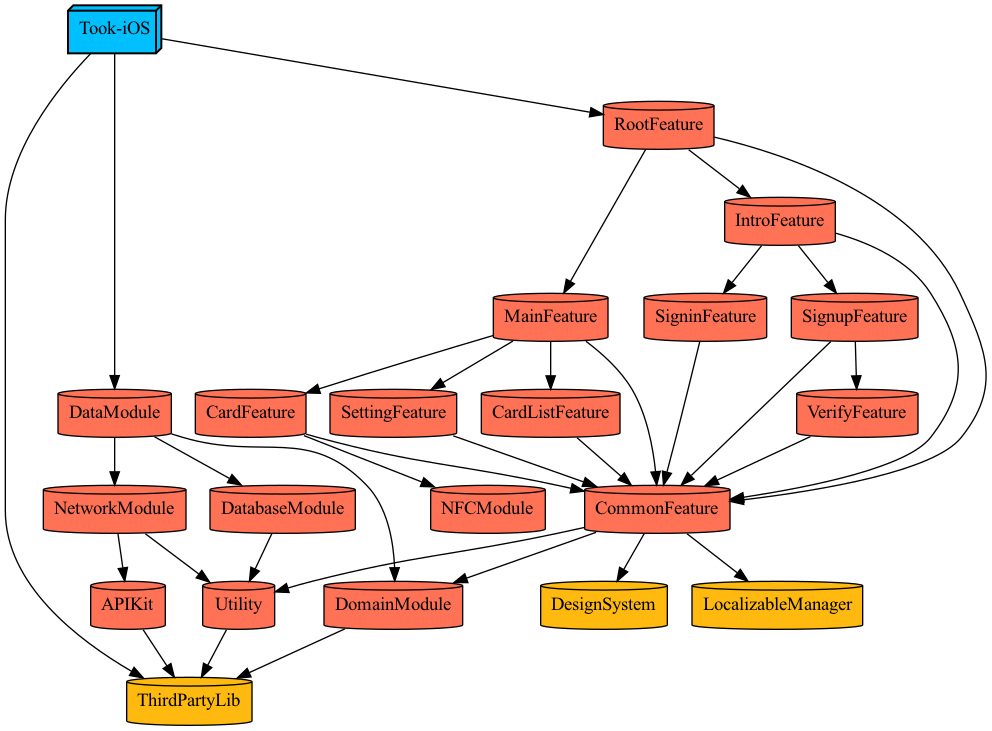 Took-iOS
RootFeature
IntroFeature
MainFeature
SigninFeature
SignupFeature
DataModule
CardFeature
SettingFeature
CardListFeature
VerifyFeature
NetworkModule
DatabaseModule
NFCModule
CommonFeature
APIKit
Utility
DomainModule
DesignSystem
LocalizableManager
ThirdPartyLib